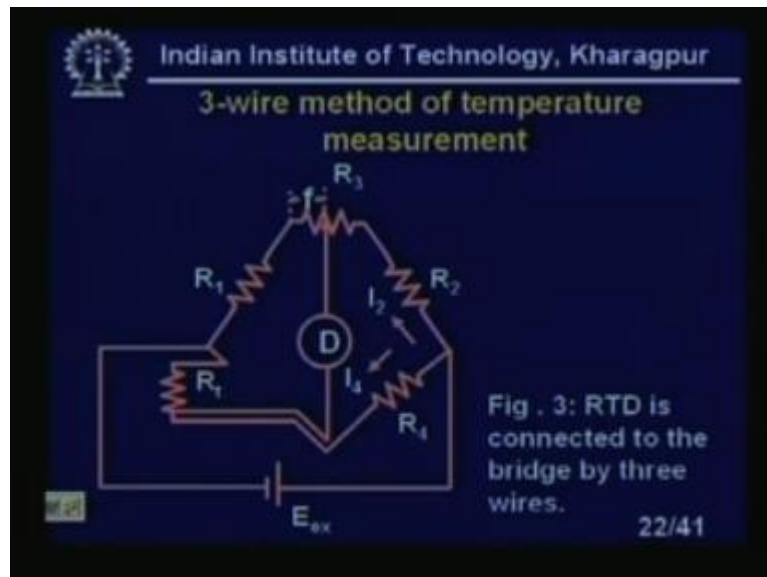 Indian Institute of Technology, Kharagpur
3-wire method of temperature
measurement
R3
f
R1
R2
I2
D
Rt
I4
R4
Fig . 3: RTD is
connected to the
bridge by three
wires.
Eex
22/41